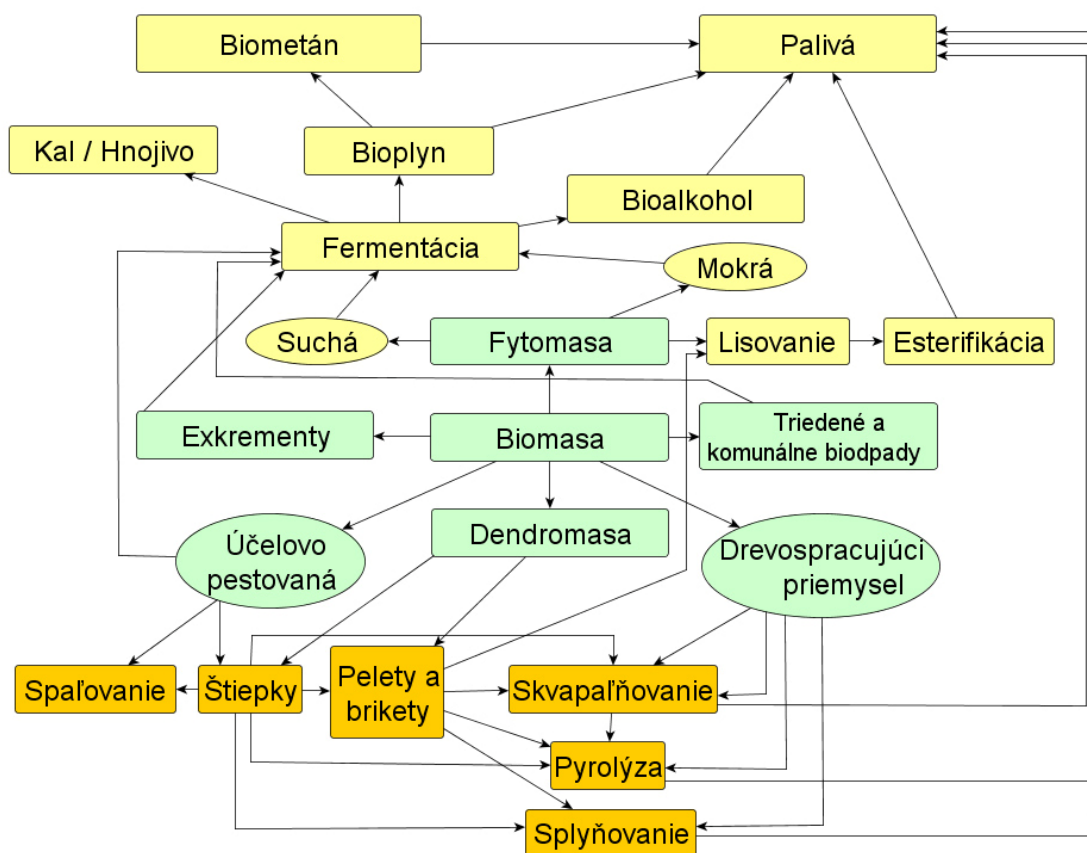 Biometán
Palivá
Kal / Hnojivo
Bioplyn
Bioalkohol
Fermentácia
Mokrá
Suchá
Fytomasa
Lisovanie
Esterifikácia
Exkrementy
Biomasa
Triedené a
komunálne biodpady
Účelovo
pestovaná
Dendromasa
Drevospracujúci
priemysel
Spaľovanie
Štiepky
Pelety a
brikety
Skvapaľňovanie
Pyrolýza
Splyňovanie